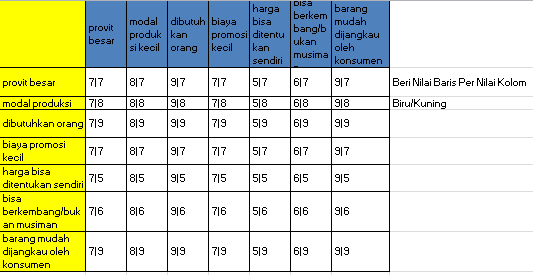 provit besar modal produksi kecil dibutuhkan orang biaya promosi kecil harga bisa ditentukan sendiri bisa berkembang/bukan barang mudah dijangkau oleh konsumen
provit besar 7|7 8|7 9|7 7|7 5|7 6|7 9|7 Beri Nilai Baris Per Nilai Kolom
modal produksi 7|8 8|8 9|8 7|8 5|8 6|8 9|8 Biru/Kuning
dibutuhkan orang 7|9 8|9 9|9 7|9 5|9 6|9 9|9
biaya promosi kecil 7|7 8|7 9|7 7|7 5|7 6|7 9|7
harga bisa ditentukan sendiri 7|5 8|5 9|5 7|5 5|5 6|5 9|5
bisa berkembang/bukan musiman 7|6 8|6 9|6 7|6 5|6 6|6 9|6
barang mudah dijangkau oleh konsumen 7|9 8|9 9|9 7|9 5|9 6|9 9|9